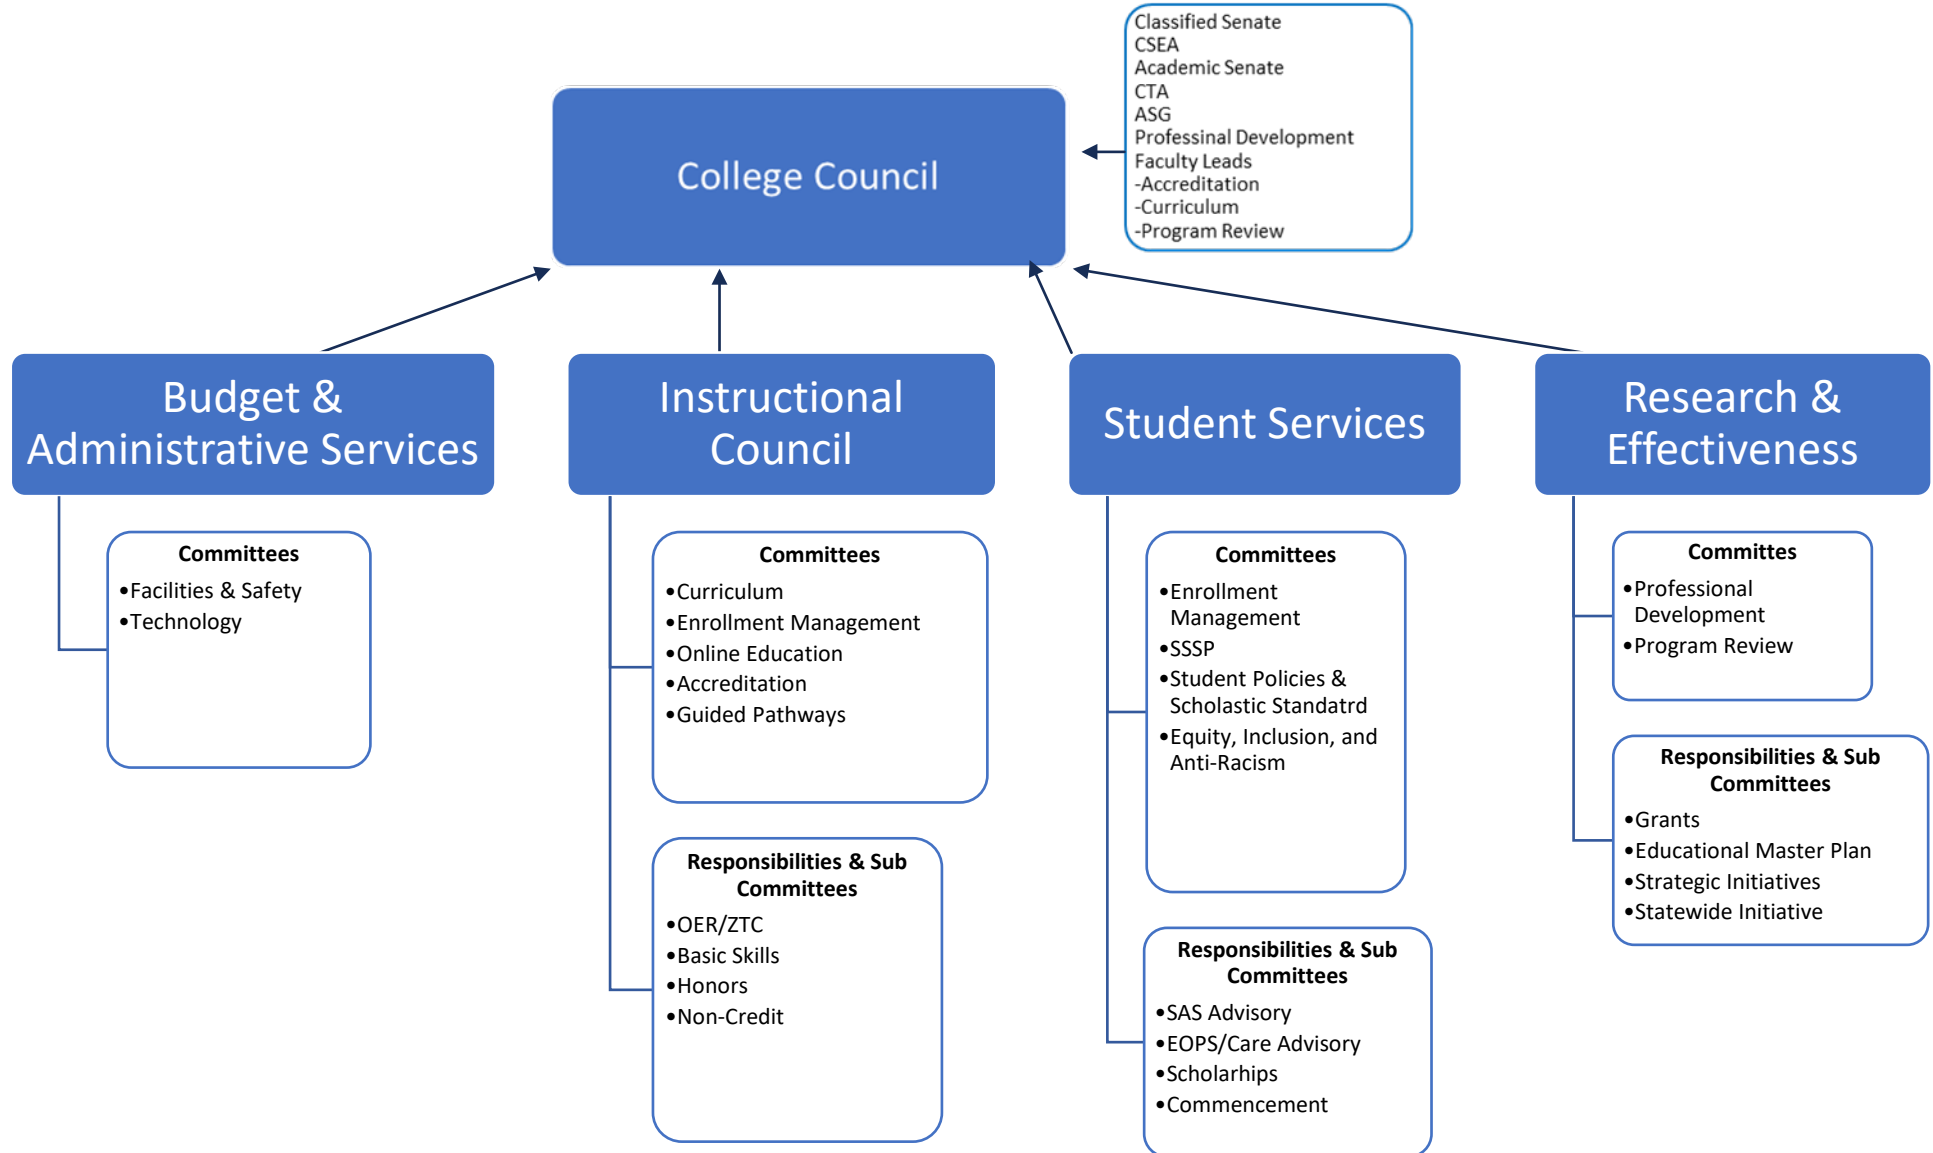 Classified Senate
CSEA
Academic Senate
CTA
ASG
Professinal Development
Faculty Leads
-Accreditation
-Curriculum
-Program Review
College Council
Budget &
Administrative Services
Committees
•Facilities & Safety
•Technology
Instructional
Council
Committees
•Curriculum
•Enrollment Management
•Online Education
•Accreditation
•Guided Pathways
Responsibilities & Sub
Committees
•OER/ZTC
•Basic Skills
•Honors
•Non-Credit
Student Services
Committees
•Enrollment
Management
•SSSP
•Student Policies &
Scholastic Standatrd
•Equity, Inclusion, and
Anti-Racism
Responsibilities & Sub
Committees
•SAS Advisory
•EOPS/Care Advisory
•Scholarhips
•Commencement
Research &
Effectiveness
Committes
•Professional
Development
•Program Review
Responsibilities & Sub
Committees
•Grants
•Educational Master Plan
•Strategic Initiatives
•Statewide Initiative